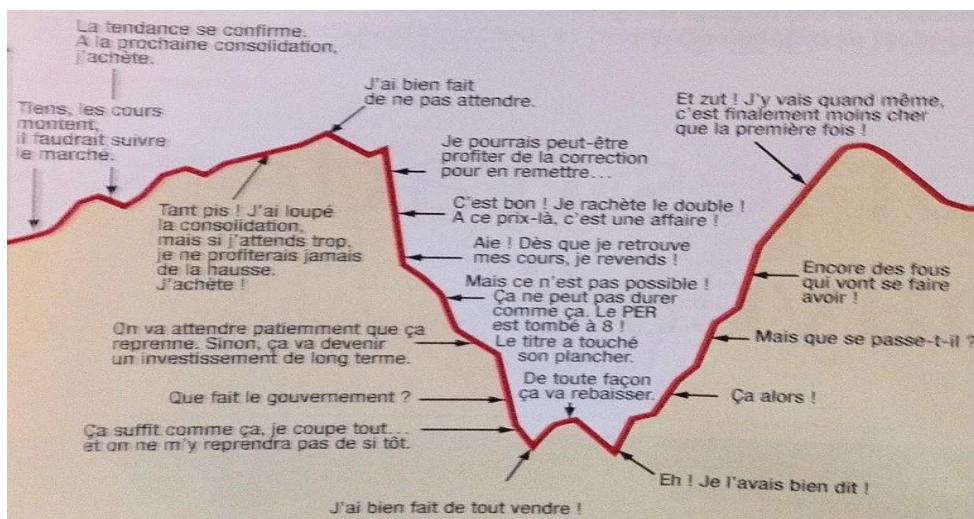 La tendance se confirme.
A la prochaine consolidation,
j'achète.
Tiens, les cours
montent,
il faudrait suivre
le marché.
J'ai bien fait
de ne pas attendre.
Tant pis ! J'ai loupé
la consolidation,
mais si j'attends trop,
je ne profiterais jamais
de la hausse.
J'achète !
Je pourrais peut-être
profiter de la correction
pour en remettre…
C'est bon ! Je rachète le double !
A ce prix-là, c'est une affaire !
Aie ! Dès que je retrouve
mes cours, je revends !
Mais ce n'est pas possible !
Ça ne peut pas durer
comme ça. Le PER
est tombé à 8 !
Le titre a touché
son plancher.
On va attendre patiemment que ça
reprenne. Sinon, ça va devenir
un investissement de long terme.
Que fait le gouvernement ?
Ça suffit comme ça, je coupe tout…
et on ne m'y reprendra pas de si tôt.
J'ai bien fait de tout vendre !
De toute façon
ça va rebaisser.
Eh ! Je l'avais bien dit !
Ça alors !
Mais que se passe-t-il ?
Encore des fous
qui vont se faire
avoir !
Et zut ! J'y vais quand même,
c'est finalement moins cher
que la première fois !